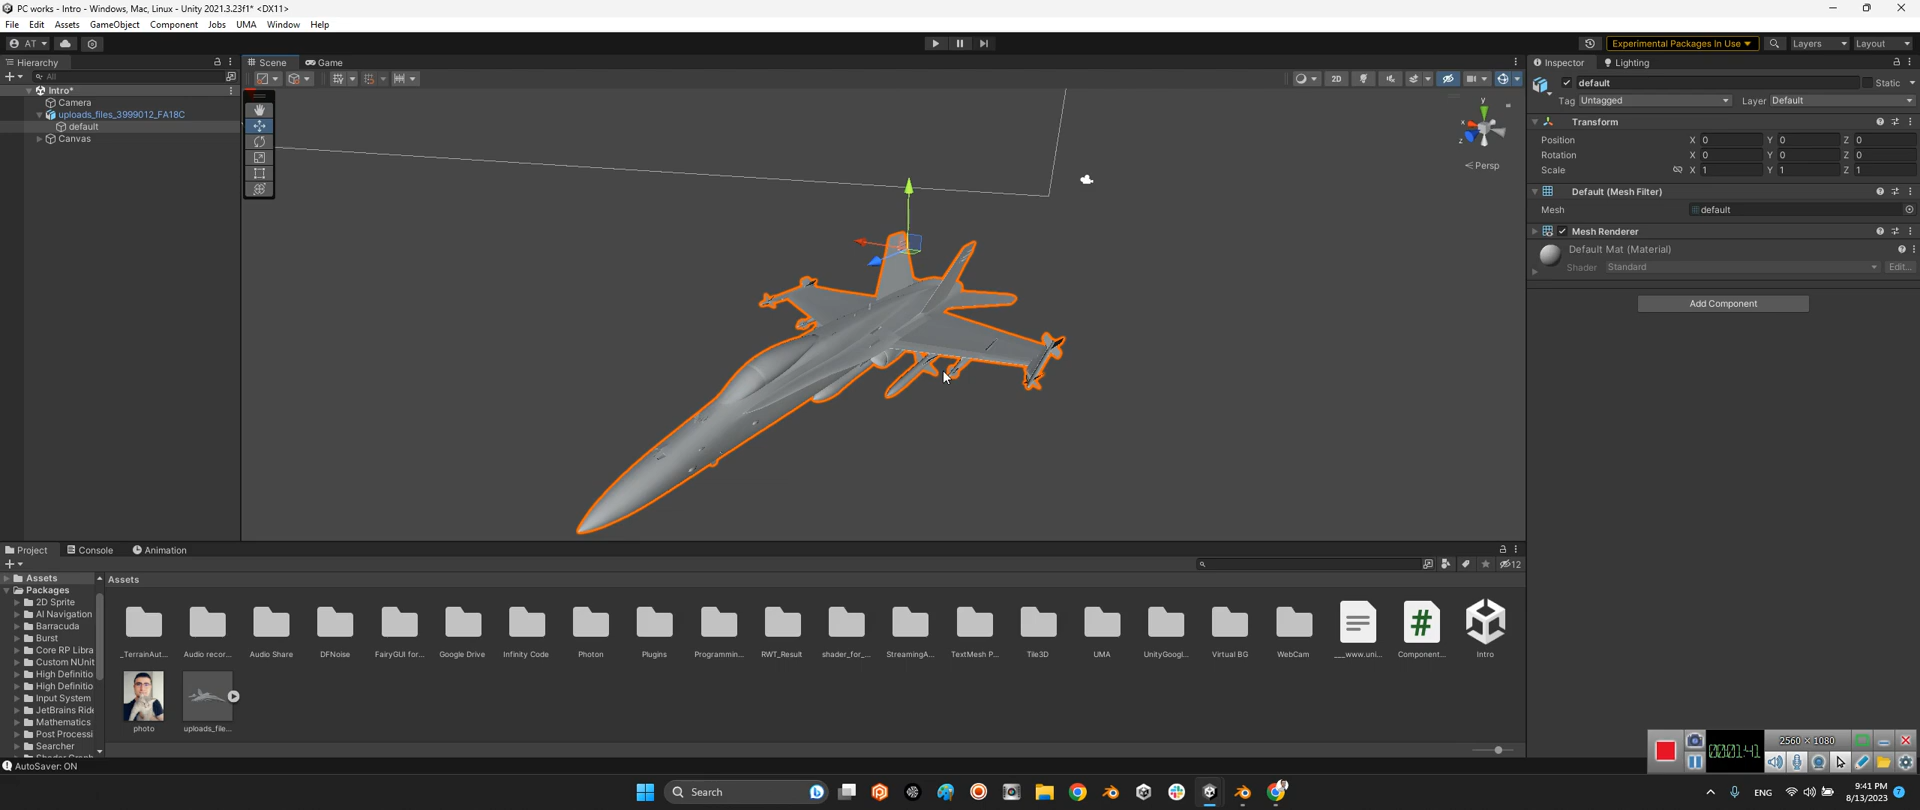 PC works - Intro - Windows, Mac, Linux - Unity 2021.3.23f1* <DX11>
File Edit Assets GameObject Component Jobs UMA Window Help
AT
Experimental Packages In Use
Layers
Layout
Hierarchy
All
Intro*
Camera
uploads_files_3999012_FA18C
default
Canvas
Scene
Game
2D
y
x
z
Persp
Inspector
Lighting
default
Static
Tag Untagged
Layer Default
Transform
Position X 0 Y 0 Z 0
Rotation X 0 Y 0 Z 0
Scale X 1 Y 1 Z 1
Default (Mesh Filter)
Mesh default
Mesh Renderer
Default Mat (Material)
Shader Standard Edit...
Add Component
Project
Console
Animation
12
Assets
Packages
2D Sprite
AI Navigation
Barracuda
Burst
Core RP Libra
Custom NUnit
High Definitio
High Definitio
Input System
JetBrains Ride
Mathematics
Post Processi
Searcher
Assets
_TerrainAut...
Audio recor...
Audio Share
DFNoise
FairyGUI for...
Google Drive
Infinity Code
Photon
Plugins
Programmin...
RWT_Result
shader_for_...
StreamingA...
TextMesh P...
Tile3D
UMA
UnityGoogl...
Virtual BG
WebCam
___www.uni...
Component...
Intro
photo
uploads_file...
AutoSaver: ON
000:1:41
2560 × 1080
Search
ENG
9:41 PM
8/13/2023